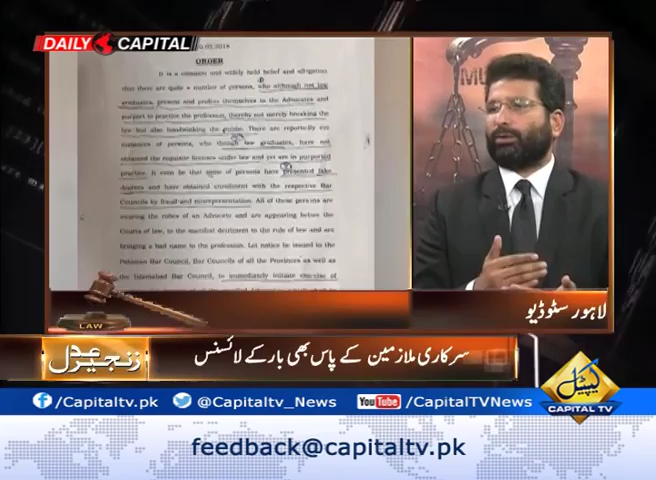 DAILY CAPITAL
ORDER
It is a common and widely held belief and allegation
that there are quite a number of persons, who although not law
graduates, present and profess themselves to the Advocates and
purport to practice the profession, thereby not merely breaking the
law but also hoodwinking the public. There are reportedly
instances of persons, who though law graduates, have not
obtained the requisite licenses under law and yet are in purported
practice. It even be that some of persons have presented fake
degrees and have obtained enrollment with the respective Bar
Councils by fraud and misrepresentation. All of these persons are
wearing the robes of an Advocate and are appearing before the
Courts of law, to the manifest detriment to the rule of law and are
bringing a bad name to the profession. Let notice be issued to the
Pakistan Bar Council, Bar Councils of all the Provinces as well as
the Islamabad Bar Council, to immediately initiate
لاہور سٹوڈیو
LAW
زنجیر عدل
سرکاری ملازمین کے پاس بھی بار کے لائسنس
کیپیٹل
CAPITAL TV
/Capitaltv.pk
@Capitaltv_News
YouTube /CapitalTVNews
feedback@capitaltv.pk